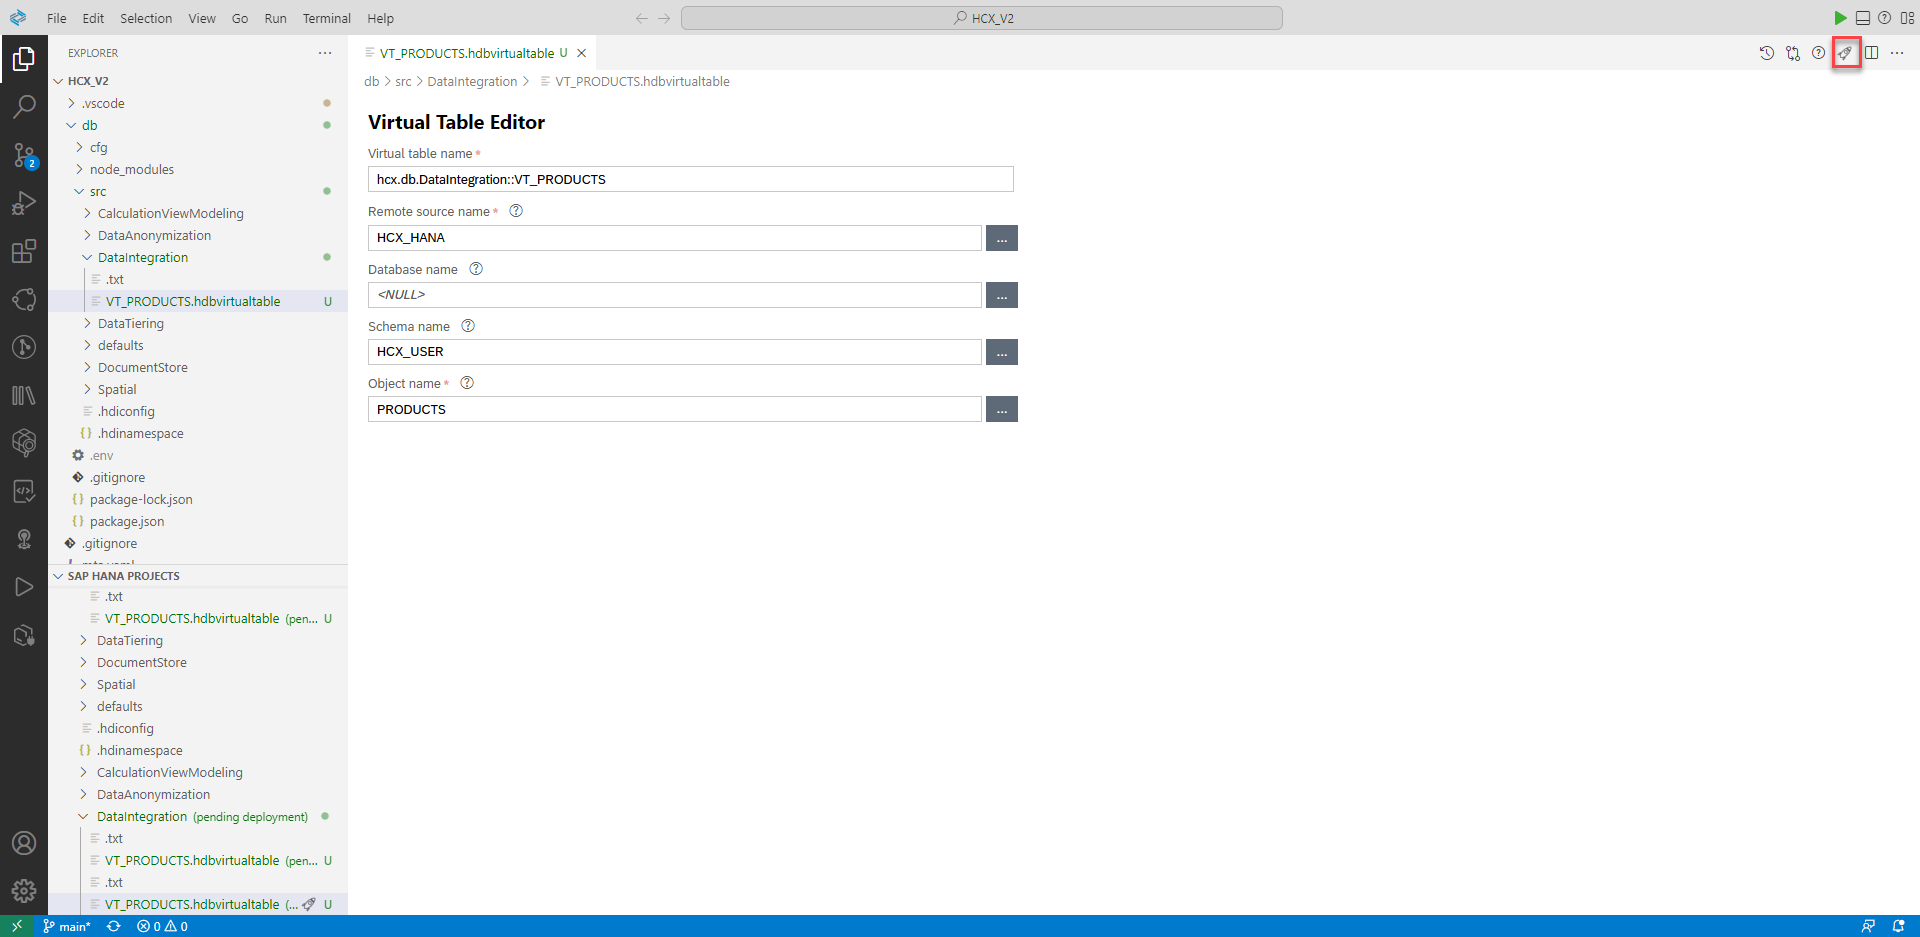 File Edit Selection View Go Run Terminal Help
HCX_V2
EXPLORER
HCX_V2
.vscode
db
cfg
node_modules
src
CalculationViewModeling
DataAnonymization
DataIntegration
.txt
VT_PRODUCTS.hdbvirtualtable U
DataTiering
defaults
DocumentStore
Spatial
.hdiconfig
{} .hdinamespace
.env
.gitignore
{} package-lock.json
{} package.json
.gitignore
SAP HANA PROJECTS
.txt
VT_PRODUCTS.hdbvirtualtable (pen... U
DataTiering
DocumentStore
Spatial
defaults
.hdiconfig
{} .hdinamespace
CalculationViewModeling
DataAnonymization
DataIntegration (pending deployment)
.txt
VT_PRODUCTS.hdbvirtualtable (pen... U
.txt
VT_PRODUCTS.hdbvirtualtable (... U
2
VT_PRODUCTS.hdbvirtualtable U
db > src > DataIntegration > VT_PRODUCTS.hdbvirtualtable
Virtual Table Editor
Virtual table name *
hcx.db.DataIntegration::VT_PRODUCTS
Remote source name *
HCX_HANA
...
Database name
<NULL>
...
Schema name
HCX_USER
...
Object name *
PRODUCTS
...
main* 0 0